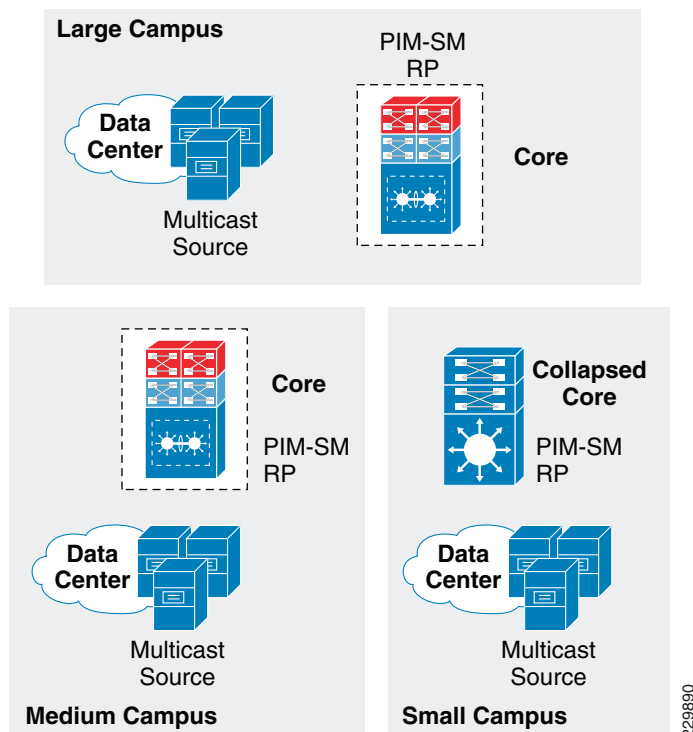 Large Campus
PIM-SM
RP
Data
Center
Core
Multicast
Source
Core
PIM-SM
RP
Data
Center
Multicast
Source
Medium Campus
Collapsed
Core
PIM-SM
RP
Data
Center
Multicast
Source
Small Campus
229890